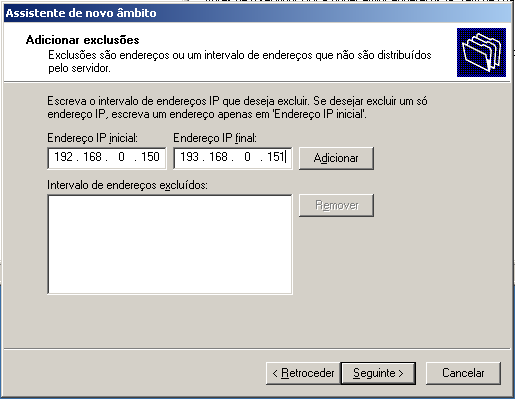 Assistente de novo âmbito
Adicionar exclusões
Exclusões são endereços ou um intervalo de endereços que não são distribuídos
pelo servidor.
Escreva o intervalo de endereços IP que deseja excluir. Se desejar excluir um só
endereço IP, escreva um endereço apenas em 'Endereço IP inicial'.
Endereço IP inicial: Endereço IP final:
192 . 168 . 0 . 150 193 . 168 . 0 . 151 Adicionar
Intervalo de endereços excluídos:
Remover
< Retroceder Seguinte > Cancelar